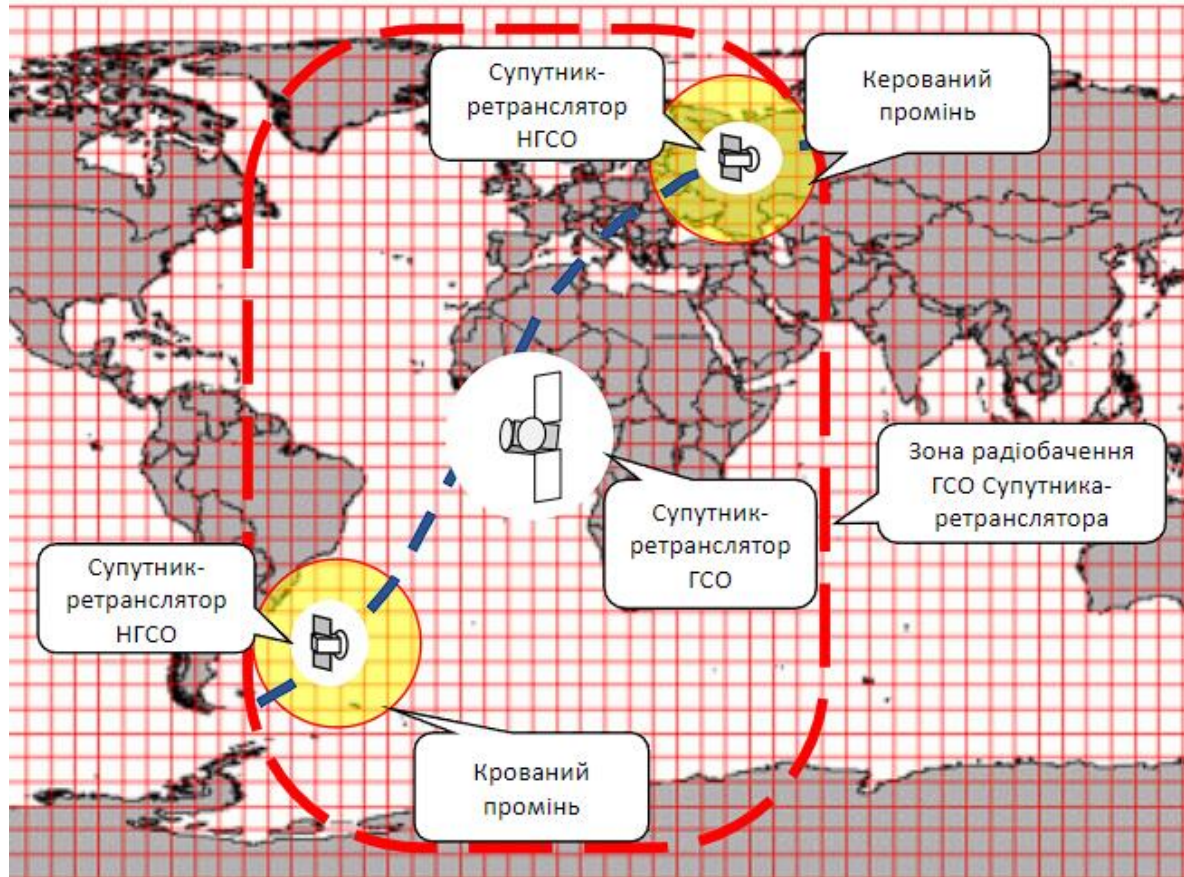 Супутник-
ретранслятор
НГСО
Керований
промінь
Зона радіобачення
ГСО Супутника-
ретранслятора
Супутник-
ретранслятор
ГСО
Супутник-
ретранслятор
НГСО
Крований
промінь